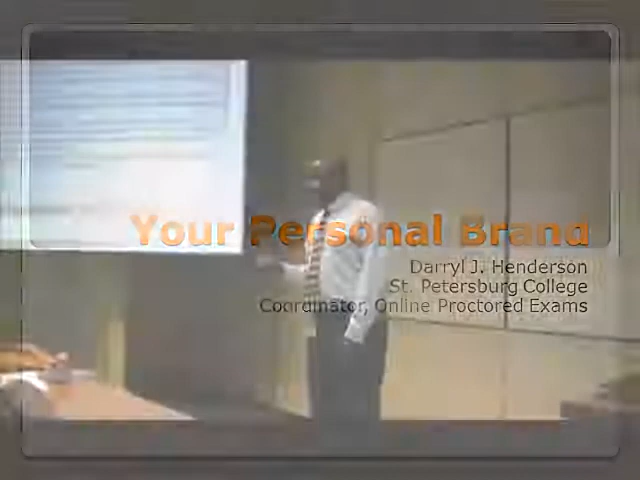 Your Personal Brand
Darryl J. Henderson
St. Petersburg College
Coordinator, Online Proctored Exams